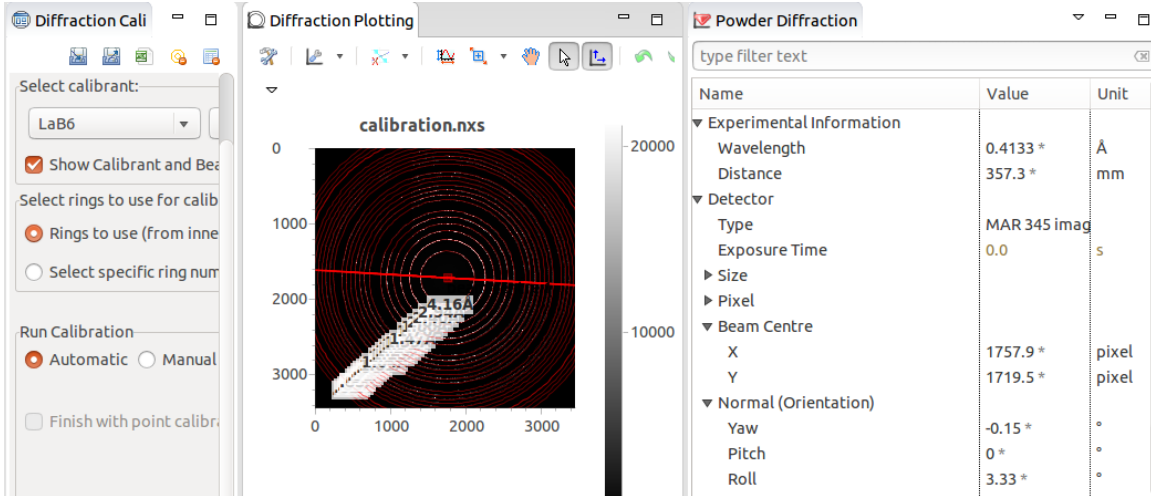 Diffraction Cali
Select calibrant:
LaB6
Show Calibrant and Bea
Select rings to use for calib
Rings to use (from inne
Select specific ring num
Run Calibration
Automatic
Manual
Finish with point calibr
Diffraction Plotting
calibration.nxs
0
1000
2000
3000
0
1000
2000
3000
4.16Å
20000
10000
Powder Diffraction
type filter text
Name Value Unit
Experimental Information
Wavelength 0.4133 * Å
Distance 357.3 * mm
Detector
Type MAR 345 imag
Exposure Time 0.0 s
Size
Pixel
Beam Centre
X 1757.9 * pixel
Y 1719.5 * pixel
Normal (Orientation)
Yaw -0.15 * °
Pitch 0 * °
Roll 3.33 * °